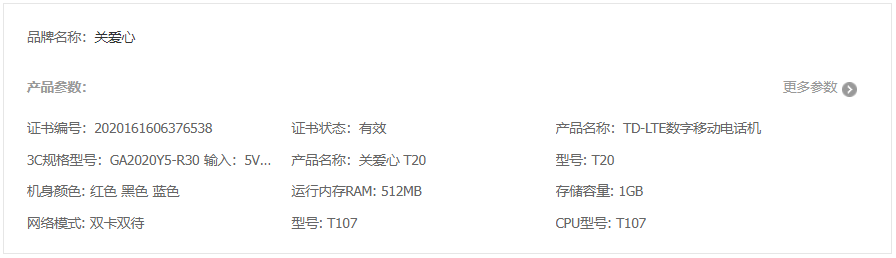 品牌名称：关爱心
产品参数：
更多参数
证书编号：2020161606376538 证书状态：有效 产品名称：TD-LTE数字移动电话机
3C规格型号：GA2020Y5-R30 输入：5V... 产品名称：关爱心 T20 型号: T20
机身颜色: 红色 黑色 蓝色 运行内存RAM: 512MB 存储容量: 1GB
网络模式: 双卡双待 型号: T107 CPU型号: T107